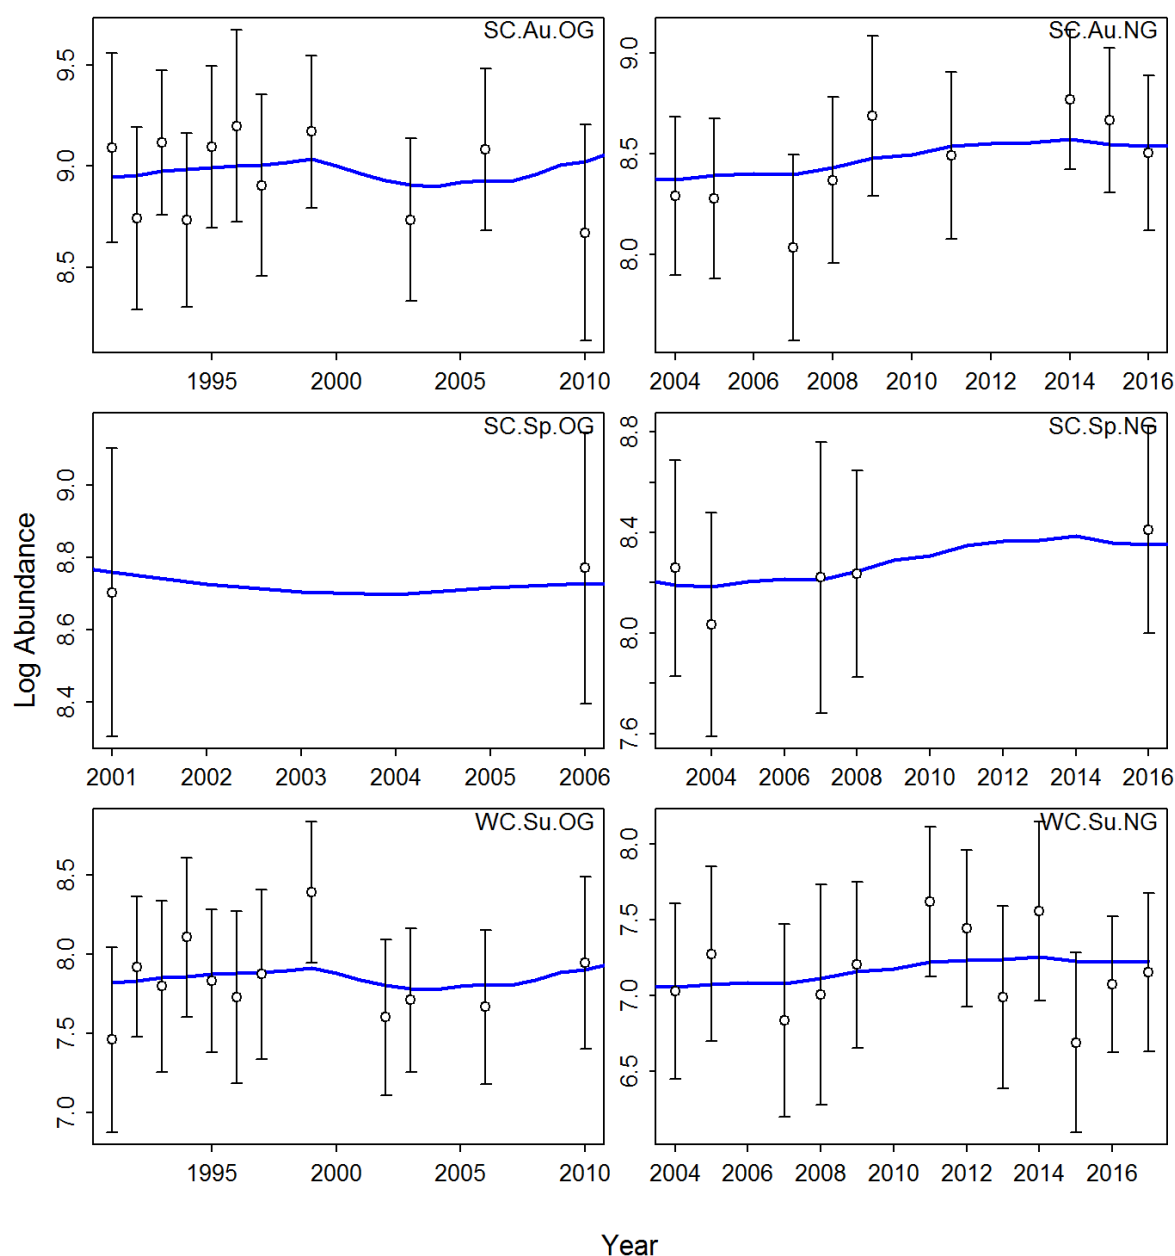 SC.Au.OG
8.5 9.0 9.5
1995 2000 2005 2010
SC.Au.NG
8.0 8.5 9.0
2004 2006 2008 2010 2012 2014 2016
SC.Sp.OG
8.4 8.6 8.8 9.0
2001 2002 2003 2004 2005 2006
SC.Sp.NG
7.6 8.0 8.4 8.8
2004 2006 2008 2010 2012 2014 2016
WC.Su.OG
7.0 7.5 8.0 8.5
1995 2000 2005 2010
WC.Su.NG
6.5 7.0 7.5 8.0
2004 2006 2008 2010 2012 2014 2016
Log Abundance
Year